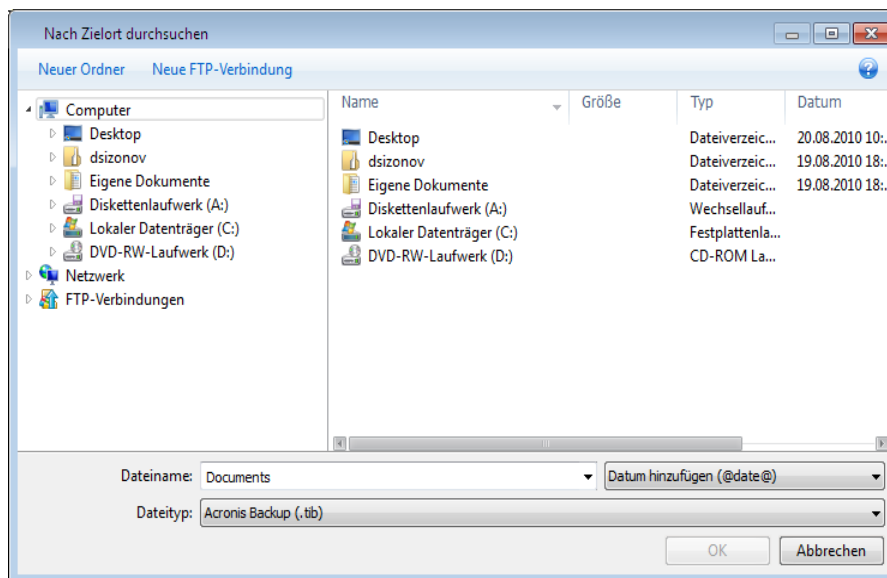 Nach Zielort durchsuchen
Neuer Ordner Neue FTP-Verbindung
Computer
Desktop
dsizonov
Eigene Dokumente
Diskettenlaufwerk (A:)
Lokaler Datenträger (C:)
DVD-RW-Laufwerk (D:)
Netzwerk
FTP-Verbindungen
Name Größe Typ Datum
Desktop Dateiverzeic... 20.08.2010 10:.
dsizonov Dateiverzeic... 19.08.2010 18:.
Eigene Dokumente Dateiverzeic... 19.08.2010 18:.
Diskettenlaufwerk (A:) Wechsellauf...
Lokaler Datenträger (C:) Festplattenla...
DVD-RW-Laufwerk (D:) CD-ROM La...
Dateiname: Documents Datum hinzufügen (@date@)
Dateityp: Acronis Backup (.tib)
OK Abbrechen